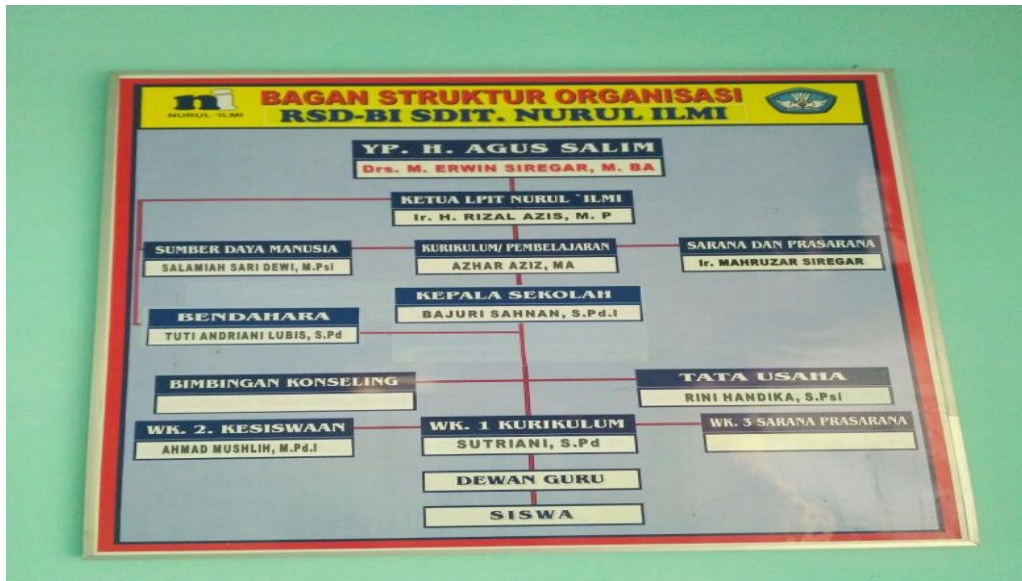 ni
NURUL 'ILMI
BAGAN STRUKTUR ORGANISASI
RSD-BI SDIT. NURUL ILMI
YP. H. AGUS SALIM
Drs. M. ERWIN SIREGAR, M. BA
KETUA LPIT NURUL `ILMI
Ir. H. RIZAL AZIS, M. P
SUMBER DAYA MANUSIA
SALAMIAH SARI DEWI, M.Psi
KURIKULUM/ PEMBELAJARAN
AZHAR AZIZ, MA
SARANA DAN PRASARANA
Ir. MAHRUZAR SIREGAR
KEPALA SEKOLAH
BAJURI SAHNAN, S.Pd.I
BENDAHARA
TUTI ANDRIANI LUBIS, S.Pd
BIMBINGAN KONSELING
TATA USAHA
RINI HANDIKA, S.Psi
WK. 2. KESISWAAN
AHMAD MUSHLIH, M.Pd.I
WK. 1 KURIKULUM
SUTRIANI, S.Pd
WK. 3 SARANA PRASARANA
DEWAN GURU
SISWA